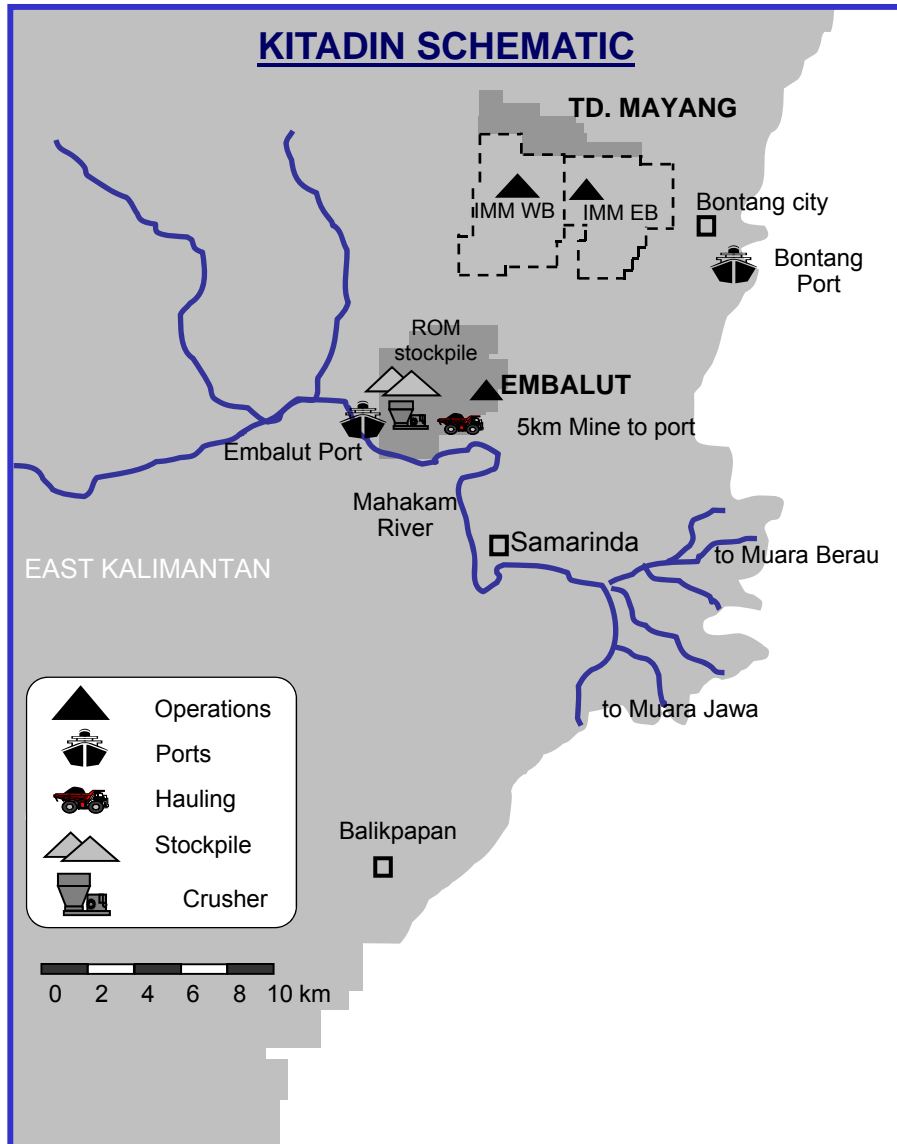 KITADIN SCHEMATIC
TD. MAYANG
IMM WB
IMM EB
Bontang city
Bontang
Port
ROM
stockpile
EMBALUT
5km Mine to port
Embalut Port
Mahakam
River
Samarinda
to Muara Berau
EAST KALIMANTAN
to Muara Jawa
Operations
Ports
Hauling
Stockpile
Crusher
Balikpapan
0 2 4 6 8 10 km